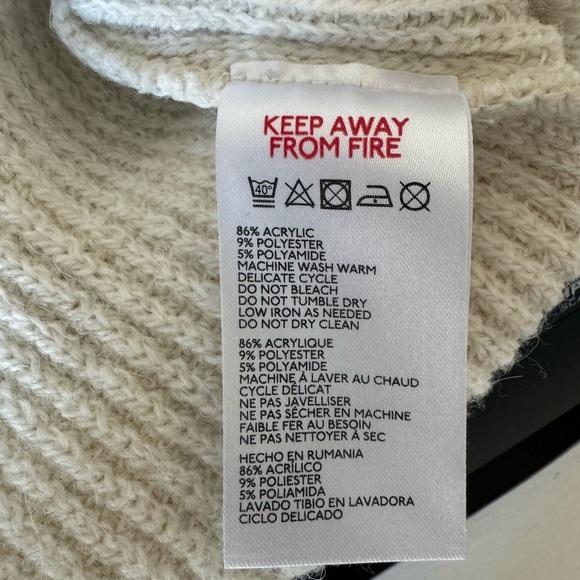 KEEP AWAY
FROM FIRE
40°
86% ACRYLIC
9% POLYESTER
5% POLYAMIDE
MACHINE WASH WARM
DELICATE CYCLE
DO NOT BLEACH
DO NOT TUMBLE DRY
LOW IRON AS NEEDED
DO NOT DRY CLEAN
86% ACRYLIQUE
9% POLYESTER
5% POLYAMIDE
MACHINE À LAVER AU CHAUD
CYCLE DÉLICAT
NE PAS JAVELLISER
NE PAS SÉCHER EN MACHINE
FAIBLE FER AU BESOIN
NE PAS NETTOYER À SEC
HECHO EN RUMANIA
86% ACRÍLICO
9% POLIESTER
5% POLIAMIDA
LAVADO TIBIO EN LAVADORA
CICLO DELICADO